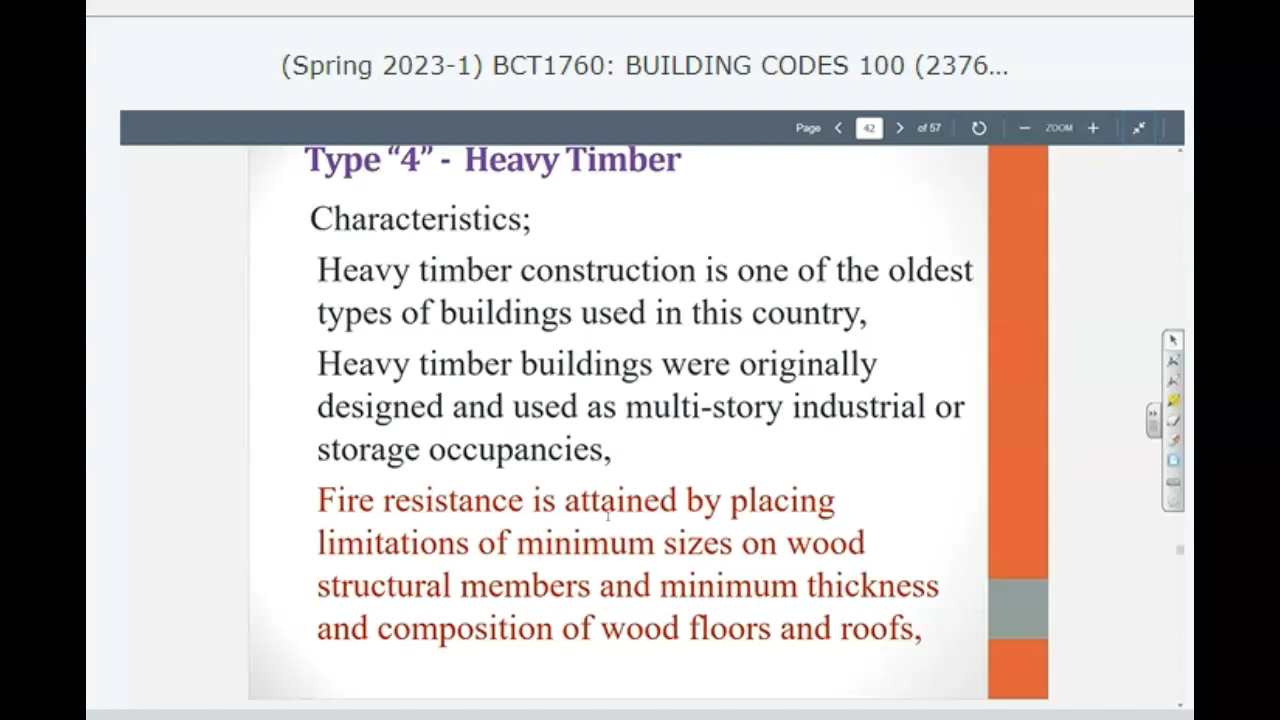 (Spring 2023-1) BCT1760: BUILDING CODES 100 (2376...
Page 42 of 57 ZOOM
Type “4” - Heavy Timber
Characteristics;
Heavy timber construction is one of the oldest
types of buildings used in this country,
Heavy timber buildings were originally
designed and used as multi-story industrial or
storage occupancies,
Fire resistance is attained by placing
limitations of minimum sizes on wood
structural members and minimum thickness
and composition of wood floors and roofs,